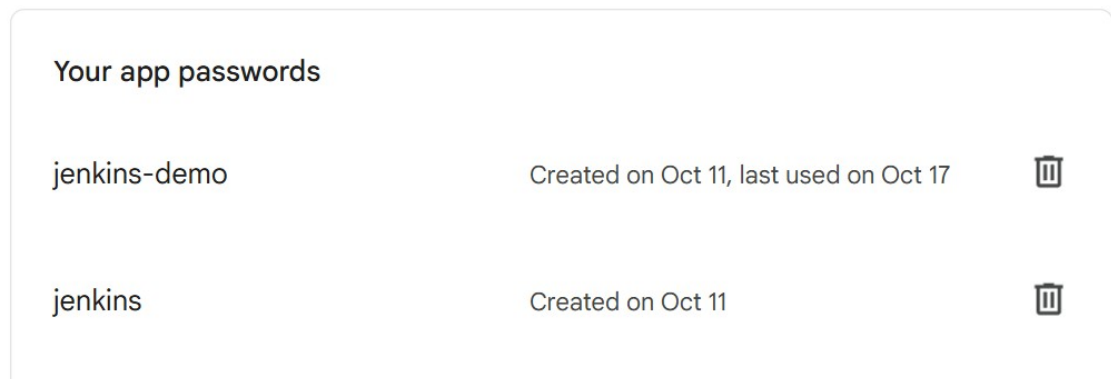 Your app passwords
jenkins-demo Created on Oct 11, last used on Oct 17
jenkins Created on Oct 11